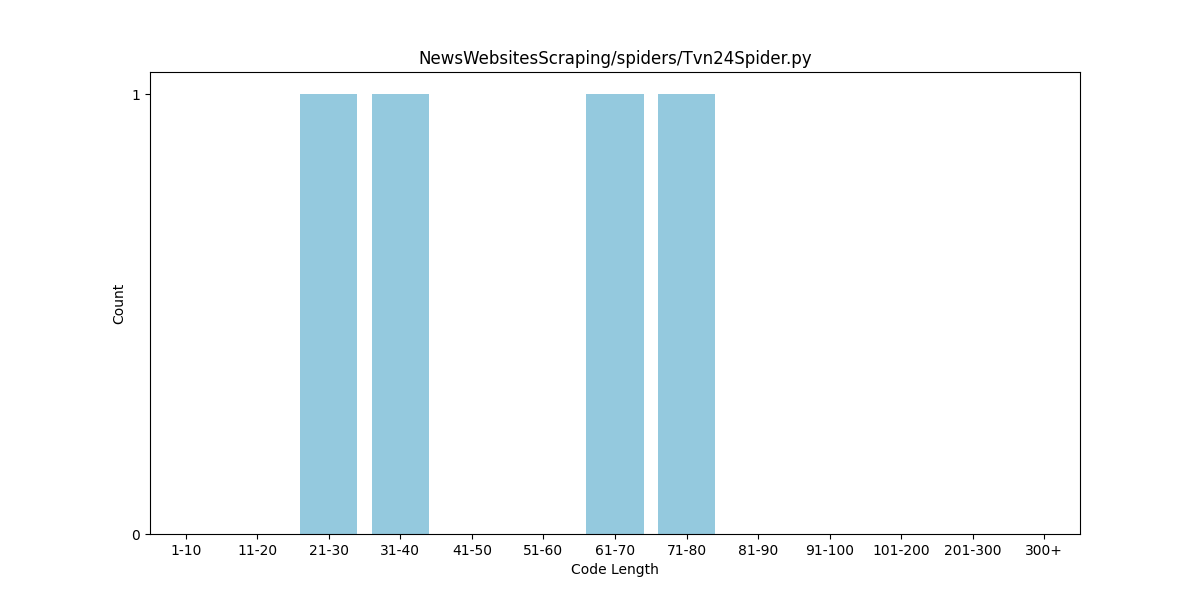 NewsWebsitesScraping/spiders/Tvn24Spider.py
1
Count
0
1-10 11-20 21-30 31-40 41-50 51-60 61-70 71-80 81-90 91-100 101-200 201-300 300+
Code Length